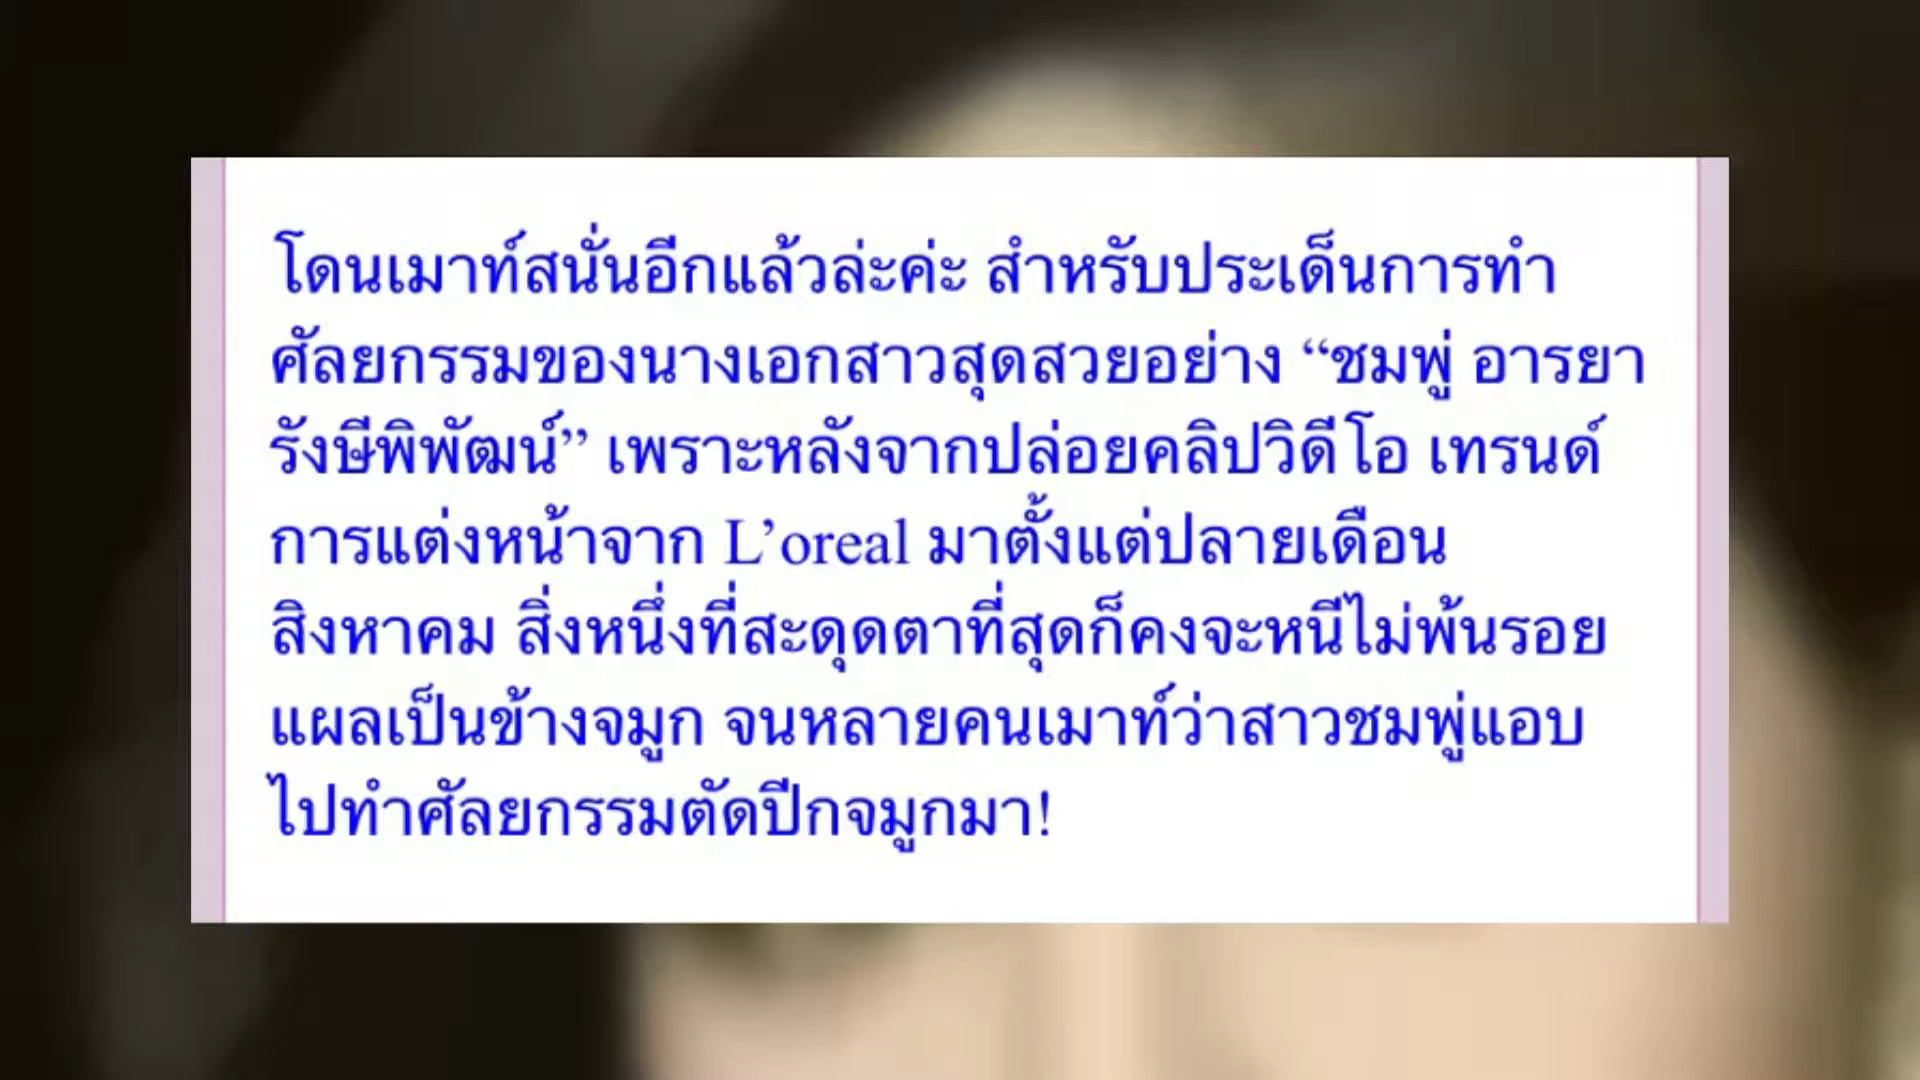 โดนเมาท์สนั่นอีกแล้วล่ะค่ะ สำหรับประเด็นการทำ
ศัลยกรรมของนางเอกสาวสุดสวยอย่าง “ชมพู่ อารยา
รังษีพิพัฒน์” เพราะหลังจากปล่อยคลิปวิดีโอ เทรนด์
การแต่งหน้าจาก L’oreal มาตั้งแต่ปลายเดือน
สิงหาคม สิ่งหนึ่งที่สะดุดตาที่สุดก็คงจะหนีไม่พ้นรอย
แผลเป็นข้างจมูก จนหลายคนเมาท์ว่าสาวชมพู่แอบ
ไปทำศัลยกรรมตัดปีกจมูกมา!